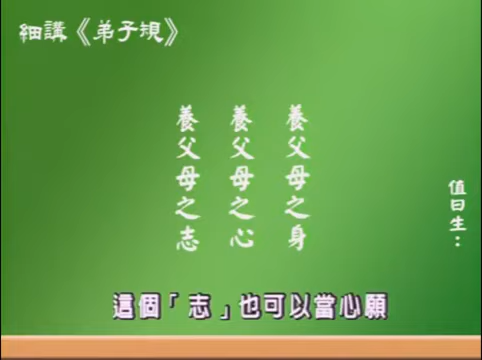 細講《弟子規》
養父母之身
養父母之心
養父母之志
值日生：
這個「志」也可以當心願